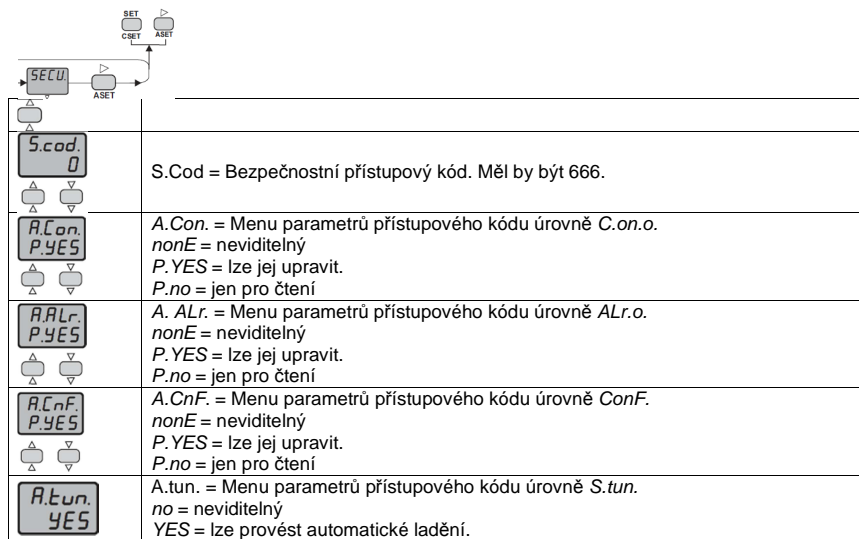 SET
CSET ASET
SECU.
ASET
S.cod.
0
S.Cod = Bezpečnostní přístupový kód. Měl by být 666.
A.Con.
P.YES
A.Con. = Menu parametrů přístupového kódu úrovně C.on.o.
nonE = neviditelný
P.YES = lze jej upravit.
P.no = jen pro čtení
A.ALr.
P.YES
A. ALr. = Menu parametrů přístupového kódu úrovně ALr.o.
nonE = neviditelný
P.YES = lze jej upravit.
P.no = jen pro čtení
A.CnF.
P.YES
A.CnF. = Menu parametrů přístupového kódu úrovně ConF.
nonE = neviditelný
P.YES = lze jej upravit.
P.no = jen pro čtení
A.tun.
YES
A.tun. = Menu parametrů přístupového kódu úrovně S.tun.
no = neviditelný
YES = lze provést automatické ladění.